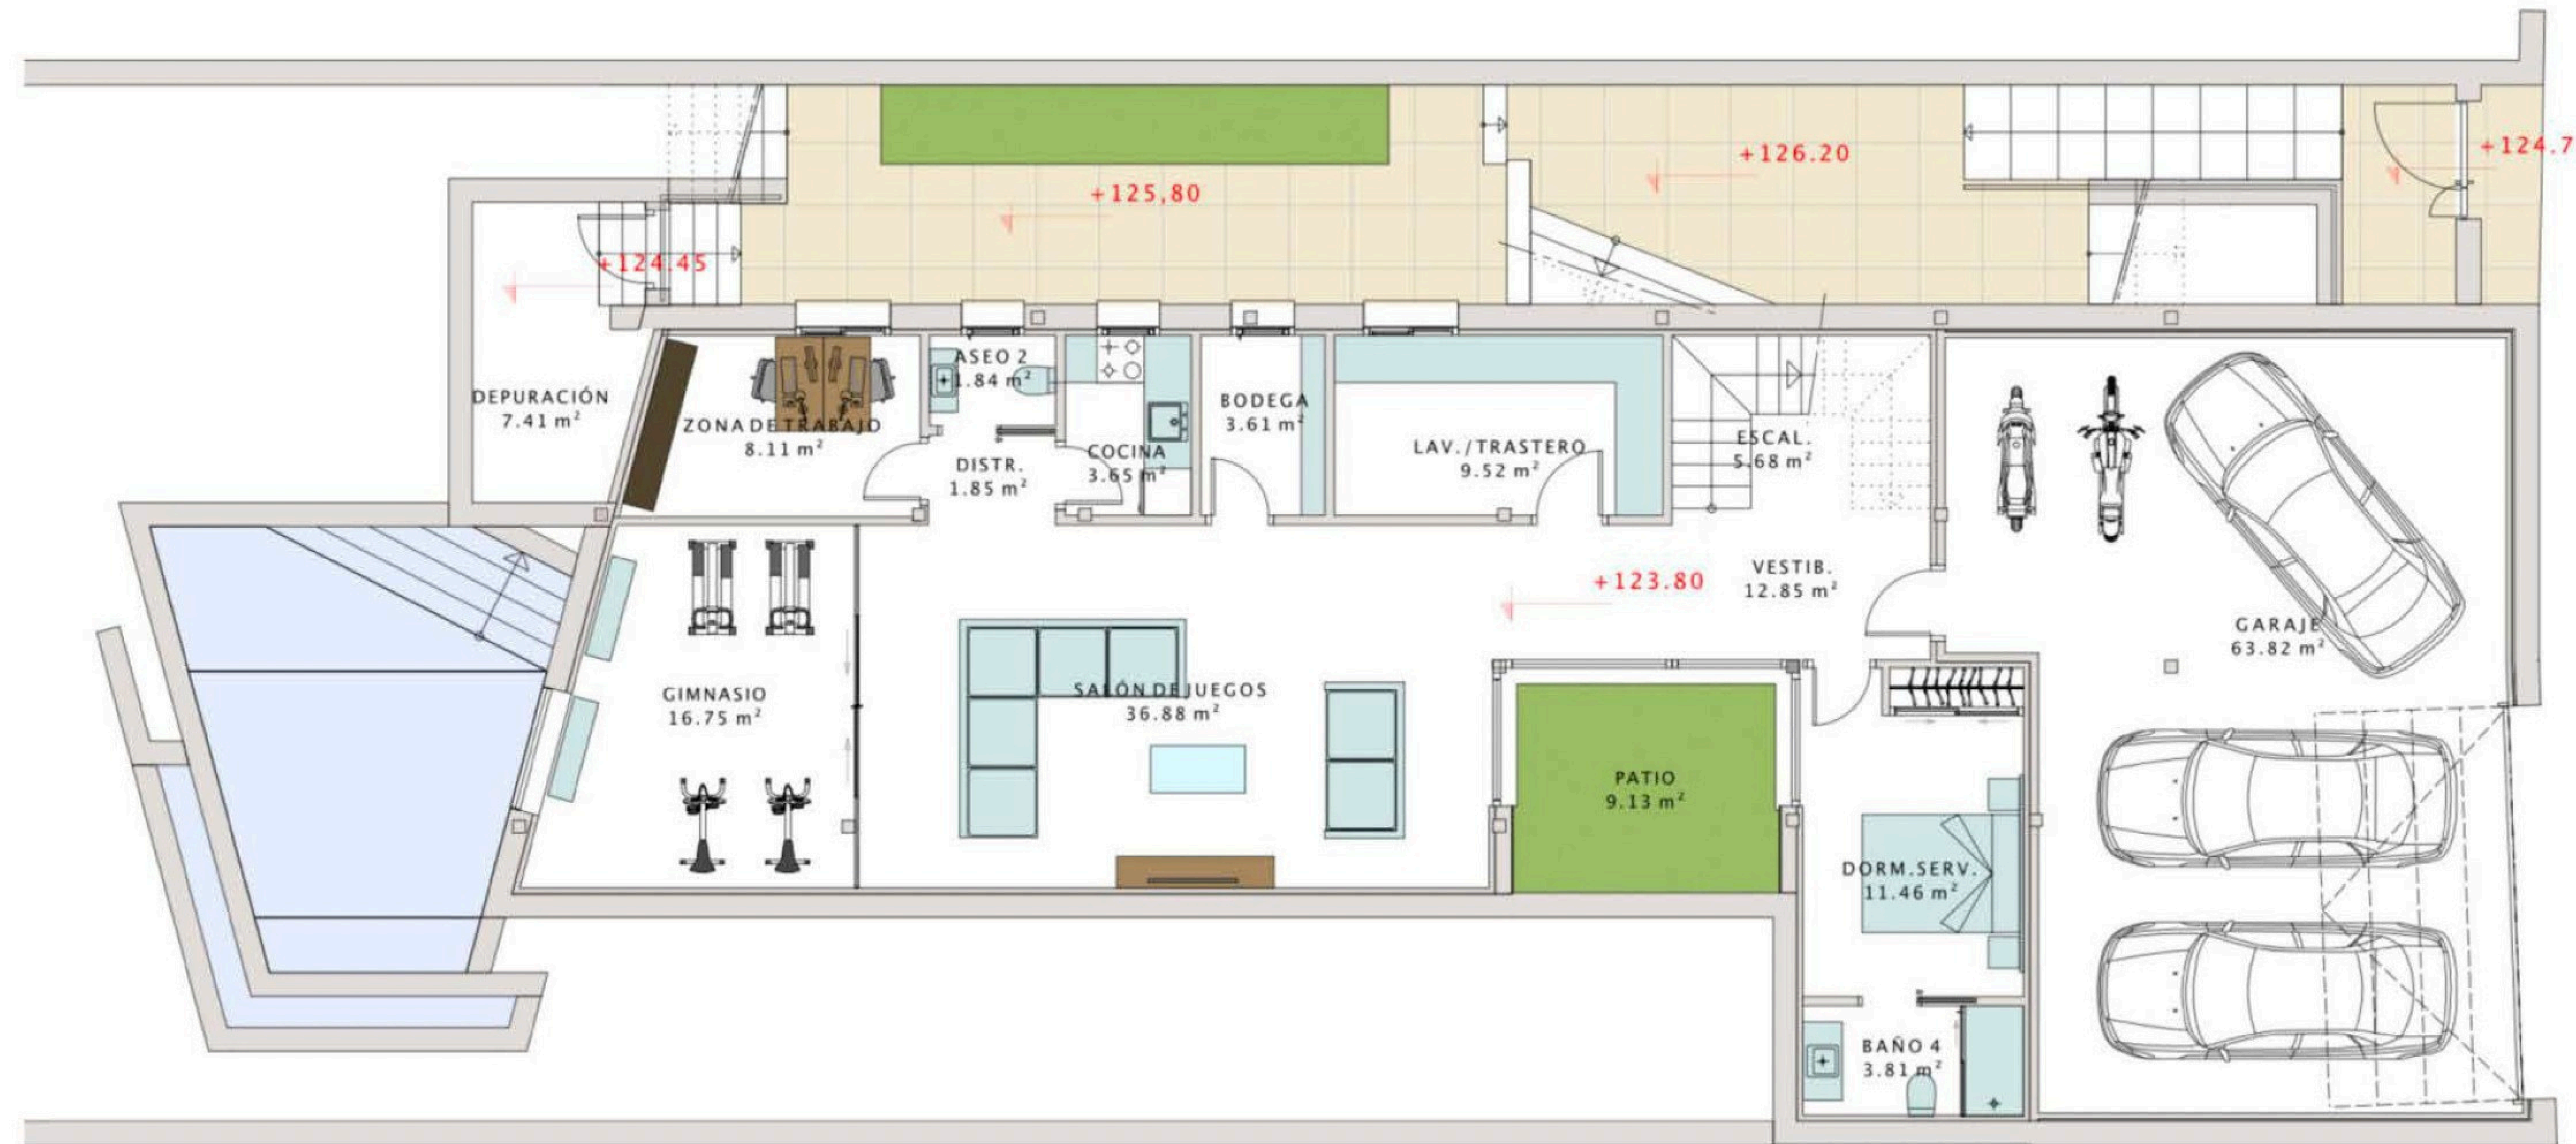 +126.20
+124.7
+125,80
+124.45
DEPURACIÓN
7.41 m²
ZONA DE TRABAJO
8.11 m²
ASEO 2
1.84 m²
DISTR.
1.85 m²
COCINA
3.65 m²
BODEGA
3.61 m²
LAV./TRASTERO
9.52 m²
ESCAL.
5.68 m²
+123.80
VESTIB.
12.85 m²
GARAJE
63.82 m²
GIMNASIO
16.75 m²
SALÓN DE JUEGOS
36.88 m²
PATIO
9.13 m²
DORM.SERV.
11.46 m²
BAÑO 4
3.81 m²